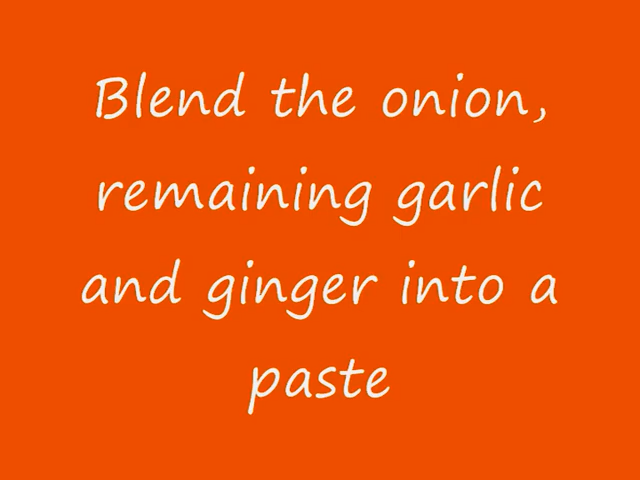 Blend the onion,
remaining garlic
and ginger into a
paste